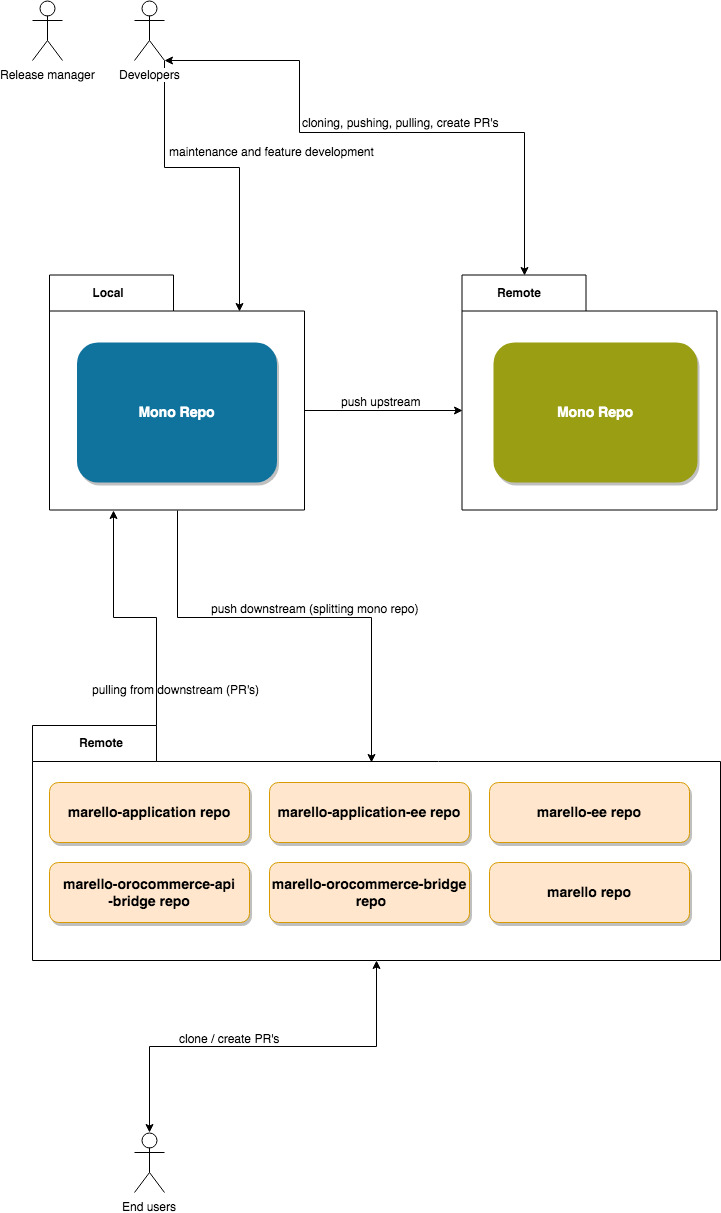 Release manager
Developers
cloning, pushing, pulling, create PR's
maintenance and feature development
Local
Remote
Mono Repo
push upstream
Mono Repo
push downstream (splitting mono repo)
pulling from downstream (PR's)
Remote
marello-application repo
marello-application-ee repo
marello-ee repo
marello-orocommerce-api
-bridge repo
marello-orocommerce-bridge
repo
marello repo
clone / create PR's
End users